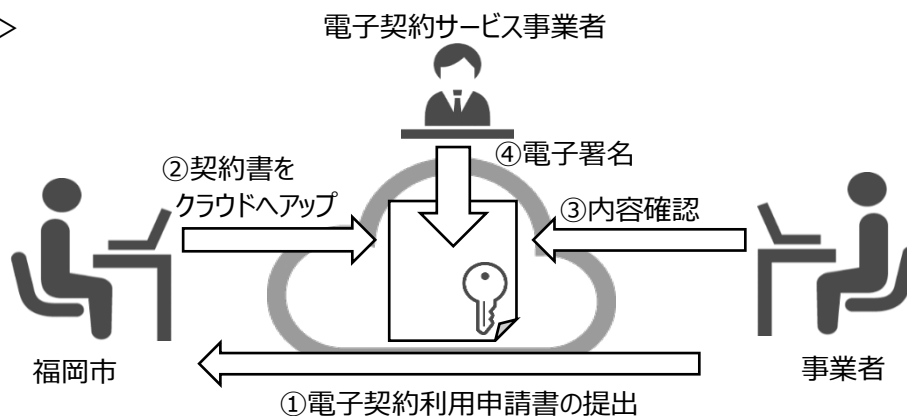 ＞
電子契約サービス事業者
④電子署名
②契約書を
クラウドへアップ
③内容確認
福岡市
事業者
①電子契約利用申請書の提出